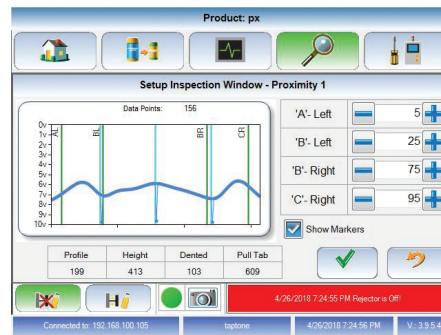 Product: px
Setup Inspection Window - Proximity 1
Data Points: 156
0v
1v
2v
3v
4v
5v
6v
7v
8v
9v
10v
AL
BL
BR
CR
'A'- Left 5
'B'- Left 25
'B'- Right 75
'C'- Right 95
Show Markers
Profile Height Dented Pull Tab
199 413 103 609
H
4/26/2018 7:24:55 PM Rejector is Off!
Connected to: 192.168.100.105 taptone 4/26/2018 7:24:56 PM V.: 3.9.5.4